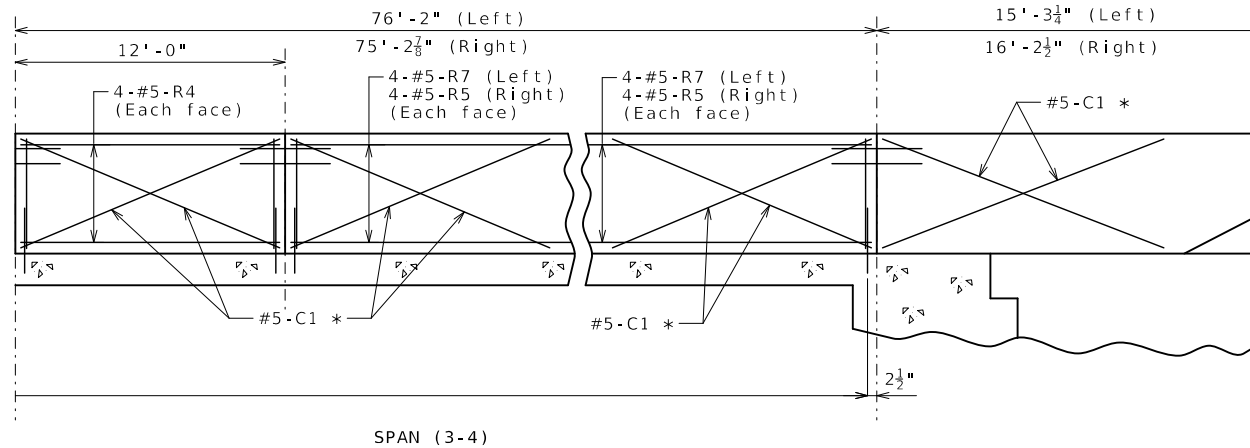 76'-2" (Left)
75'-2⅞" (Right)
15'-3¼" (Left)
16'-2½" (Right)
12'-0"
4-#5-R4
(Each face)
4-#5-R7 (Left)
4-#5-R5 (Right)
(Each face)
4-#5-R7 (Left)
4-#5-R5 (Right)
(Each face)
#5-C1 *
#5-C1 *
#5-C1 *
2½"
SPAN (3-4)